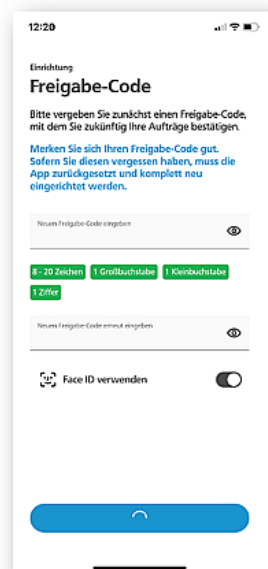 12:20
Einrichtung
Freigabe-Code
Bitte vergeben Sie zunächst einen Freigabe-Code,
mit dem Sie zukünftig Ihre Aufträge bestätigen.
Merken Sie sich Ihren Freigabe-Code gut.
Sofern Sie diesen vergessen haben, muss die
App zurückgesetzt und komplett neu
eingerichtet werden.
Neuen Freigabe-Code eingeben
8 - 20 Zeichen 1 Großbuchstabe 1 Kleinbuchstabe
1 Ziffer
Neuen Freigabe-Code erneut eingeben
Face ID verwenden